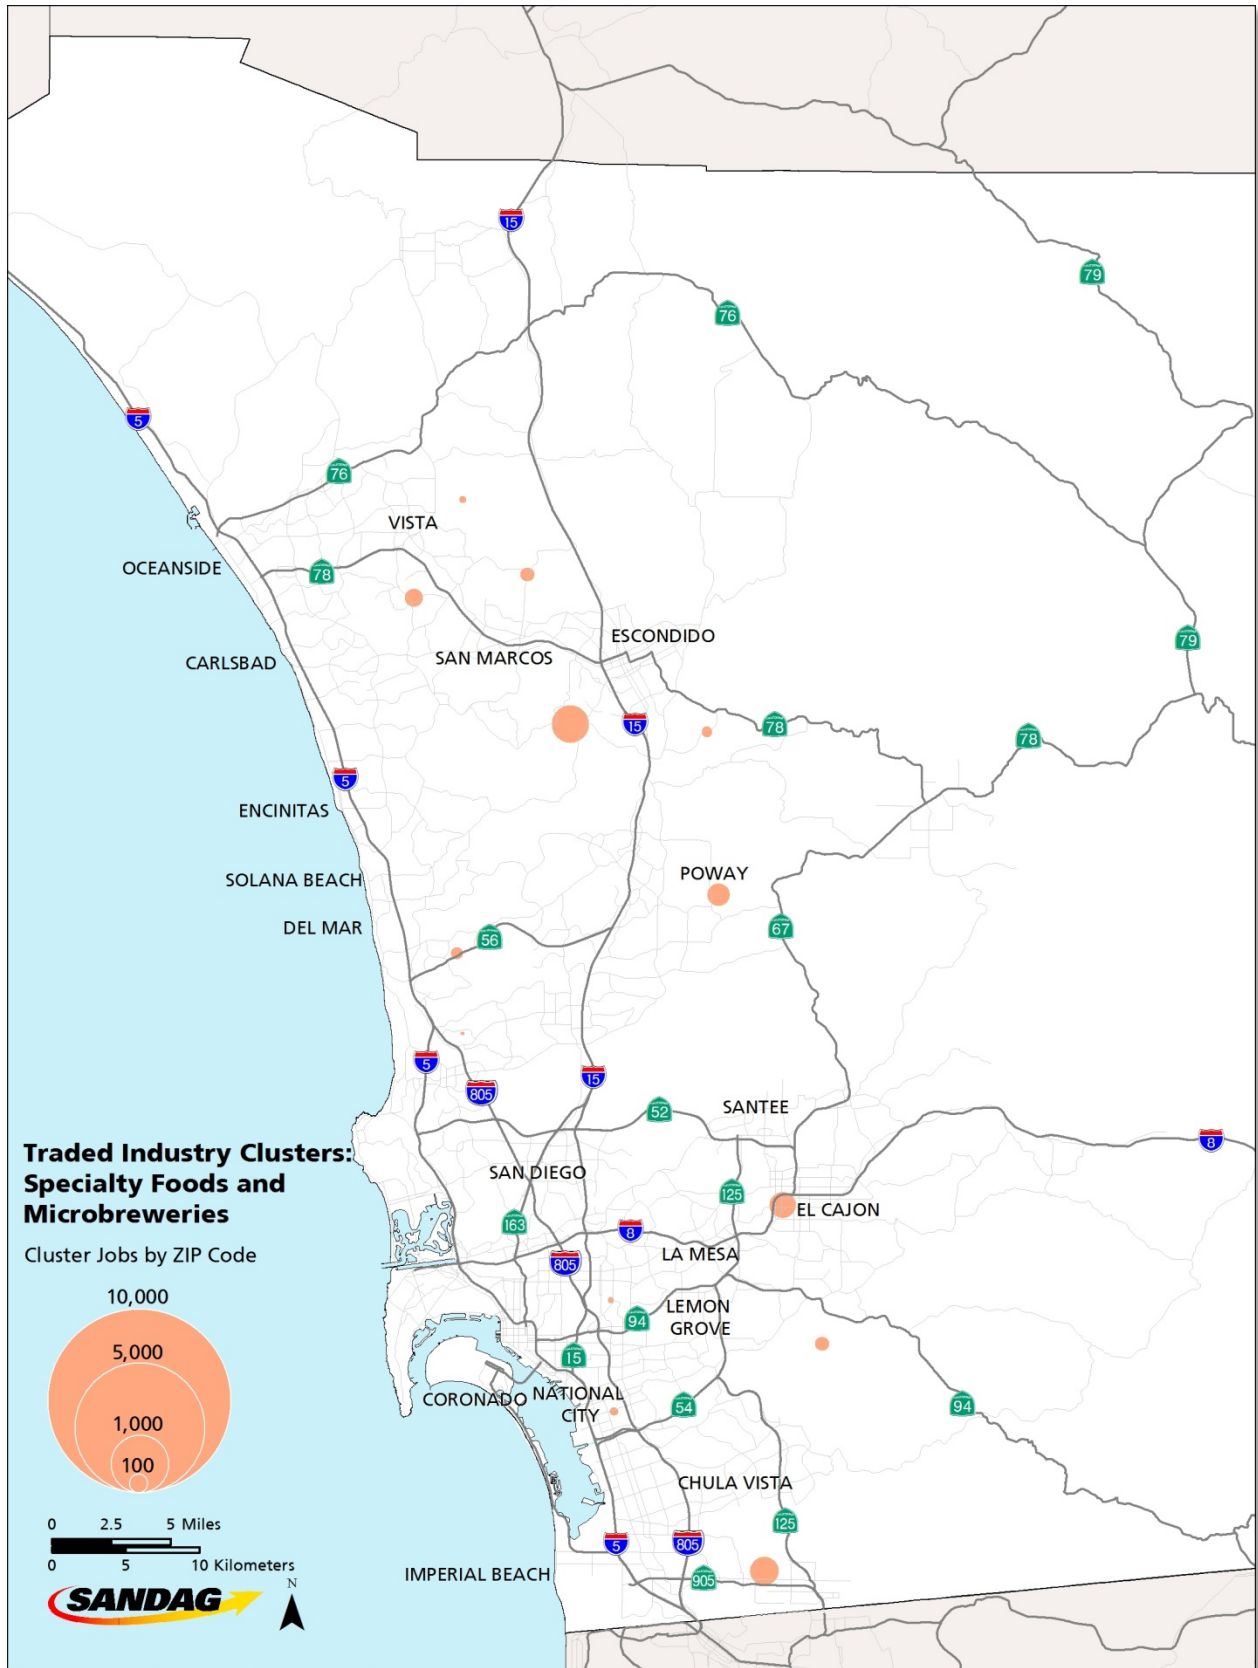 15
79
76
5
76
VISTA
OCEANSIDE
78
ESCONDIDO
79
SAN MARCOS
CARLSBAD
15
78
78
5
ENCINITAS
POWAY
SOLANA BEACH
DEL MAR
56
67
5
15
805
SANTEE
52
8
Traded Industry Clusters:
Specialty Foods and
Microbreweries
SAN DIEGO
125
EL CAJON
163
8
LA MESA
Cluster Jobs by ZIP Code
805
10,000
LEMON
GROVE
94
5,000
15
CORONADO
NATIONAL
CITY
54
94
1,000
100
CHULA VISTA
125
0 2.5 5 Miles
0 5 10 Kilometers
5
805
IMPERIAL BEACH
905
SANDAG
N